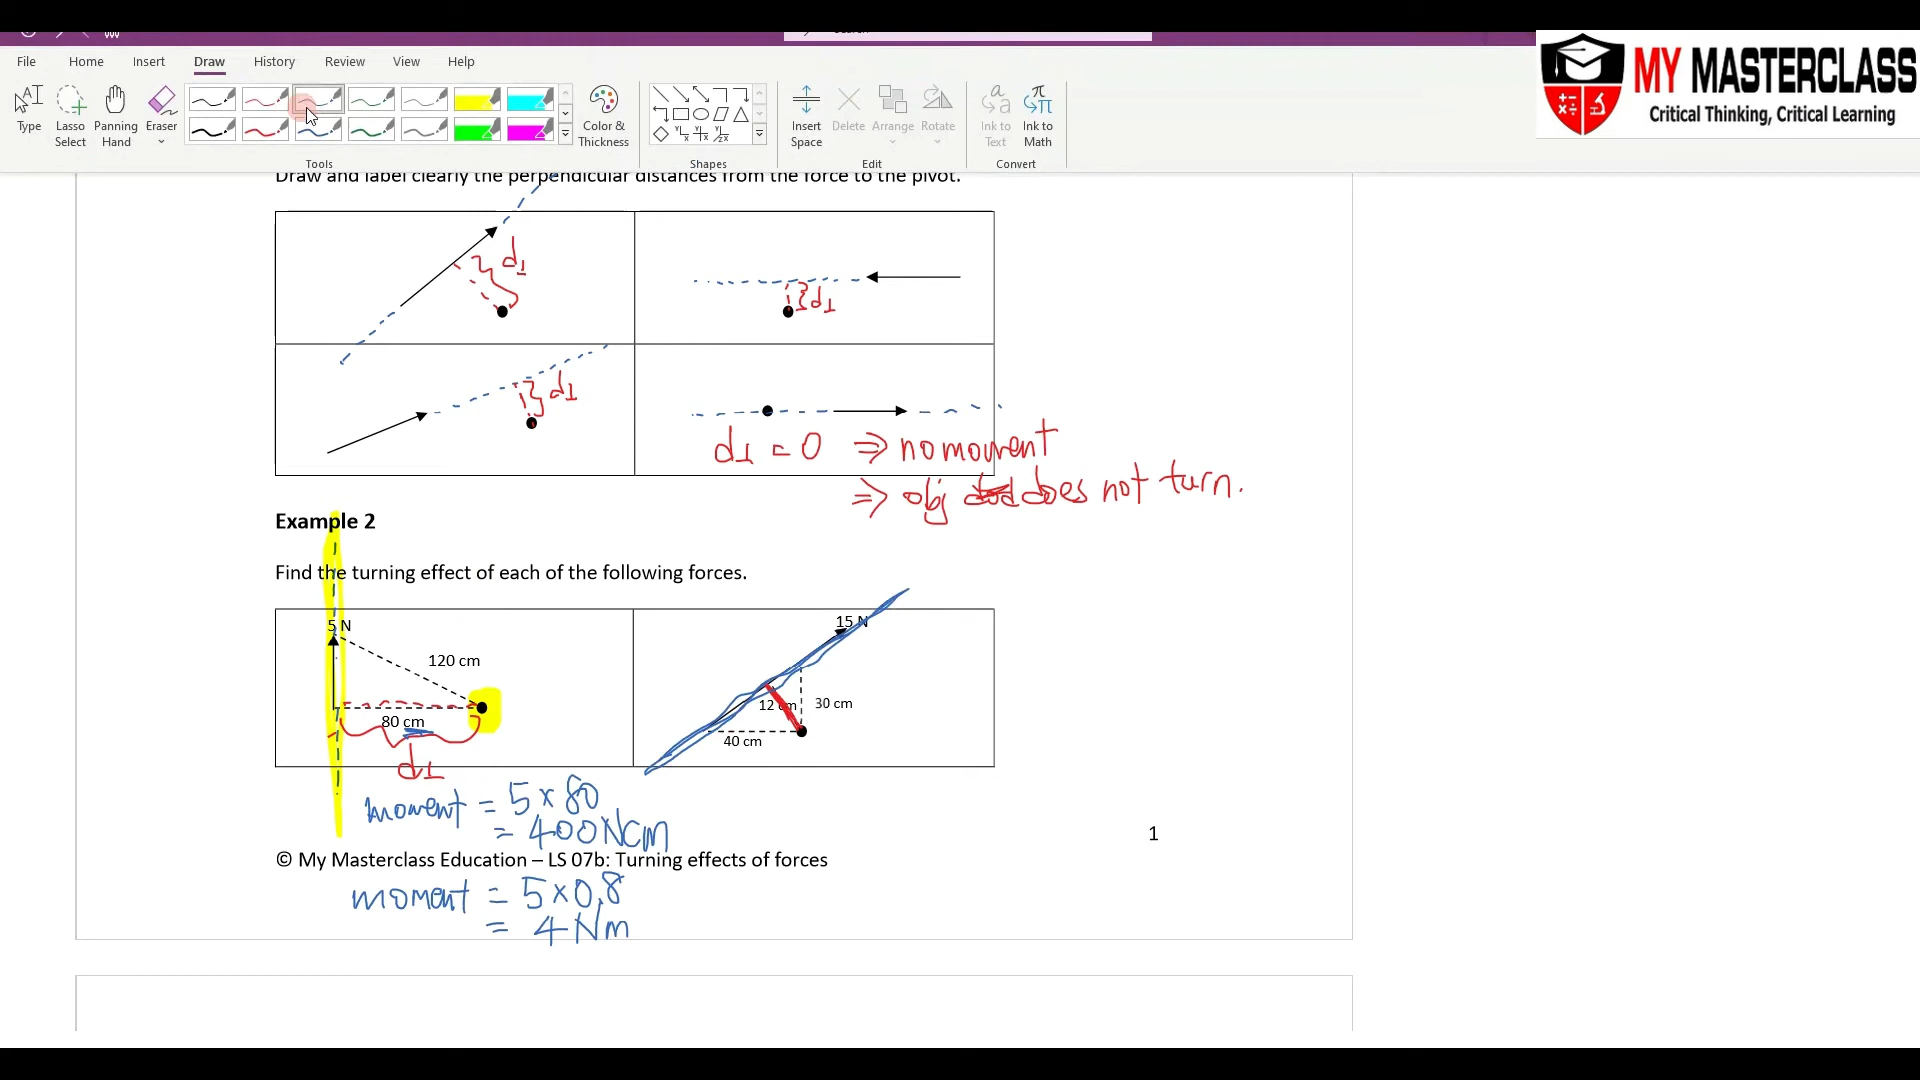 MY MASTERCLASS
Critical Thinking, Critical Learning
File Home Insert Draw History Review View Help
Type
Lasso Select
Panning Hand
Eraser
Color & Thickness
Insert Space
Delete
Arrange
Rotate
Ink to Text
Ink to Math
Tools Shapes Edit Convert
Draw and label clearly the perpendicular distances from the force to the pivot.
d⊥
d⊥
d⊥
d⊥ = 0 ⇒ no moment
⇒ obj does not turn.
Example 2
Find the turning effect of each of the following forces.
5 N
120 cm
80 cm
d⊥
15 N
12 cm
30 cm
40 cm
moment = 5 × 80
= 400 Ncm
1
© My Masterclass Education – LS 07b: Turning effects of forces
moment = 5 × 0.8
= 4 Nm